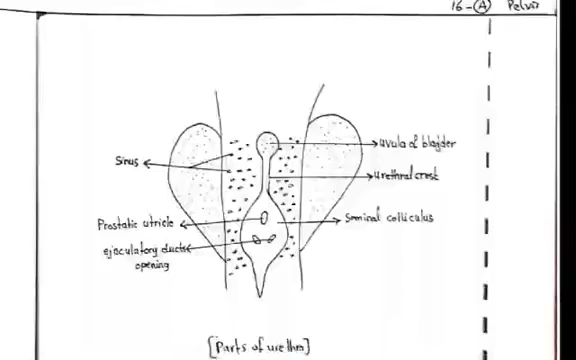 16-(A) Pelvis
uvula of bladder
Sinus
urethral crest
Prostatic utricle
Seminal colliculus
ejaculatory ducts
opening
[Parts of urethra]